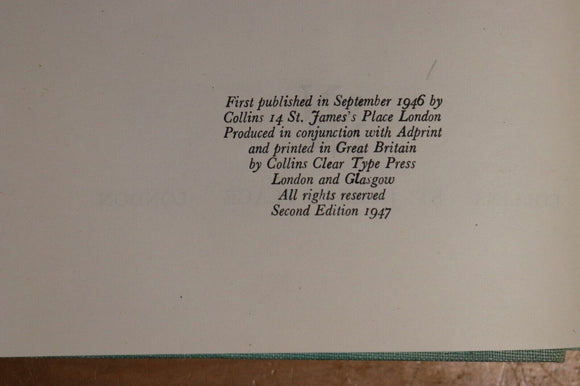 First published in September 1946 by
Collins 14 St. James's Place London
Produced in conjunction with Adprint
and printed in Great Britain
by Collins Clear Type Press
London and Glasgow
All rights reserved
Second Edition 1947